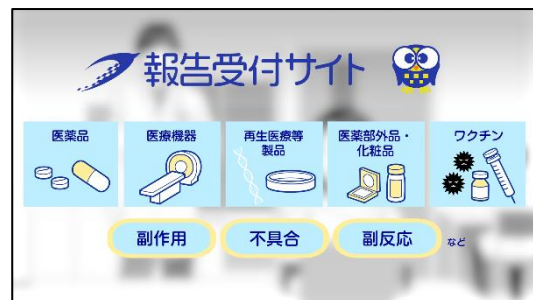 報告受付サイト
医薬品
医療機器
再生医療等
製品
医薬部外品・
化粧品
ワクチン
副作用
不具合
副反応
など